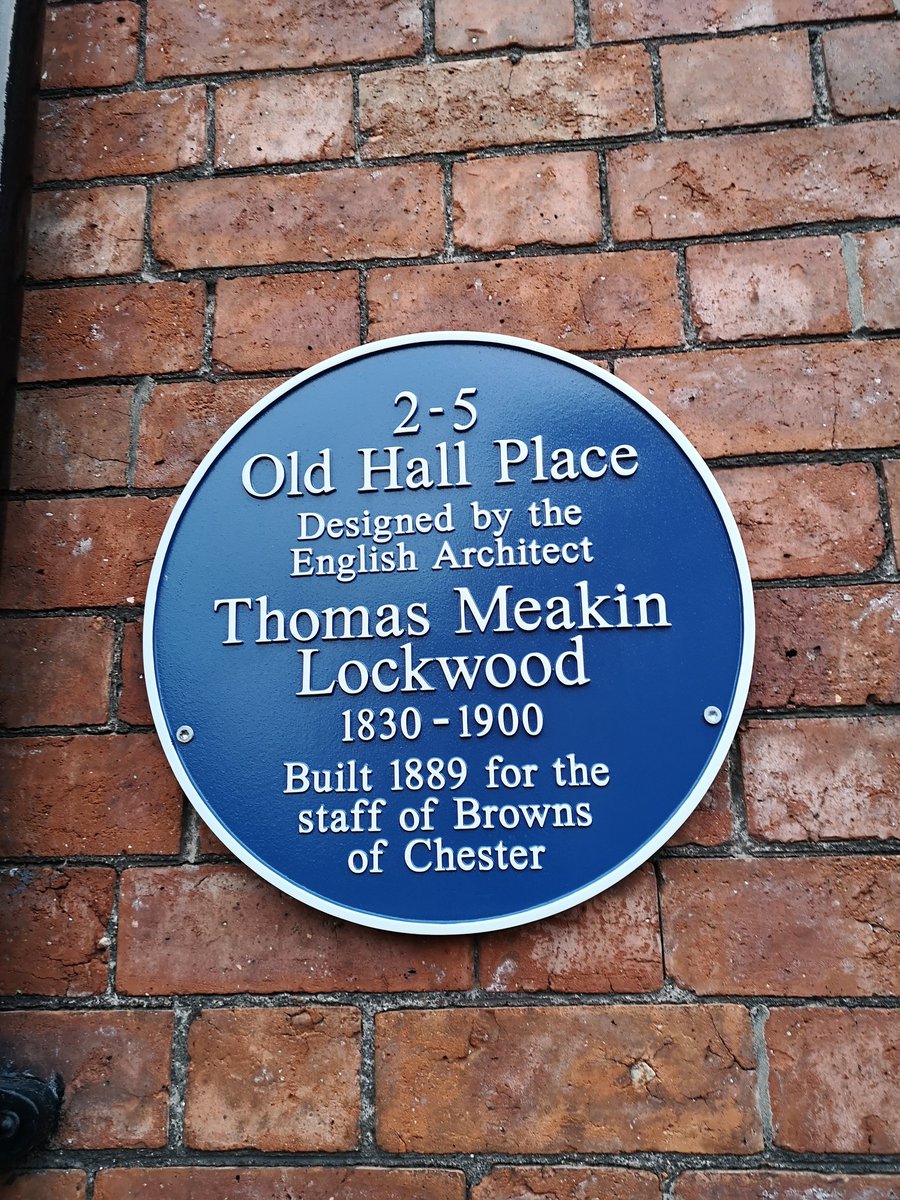 2-5
Old Hall Place
Designed by the
English Architect
Thomas Meakin
Lockwood
1830-1900
Built 1889 for the
staff of Browns
of Chester